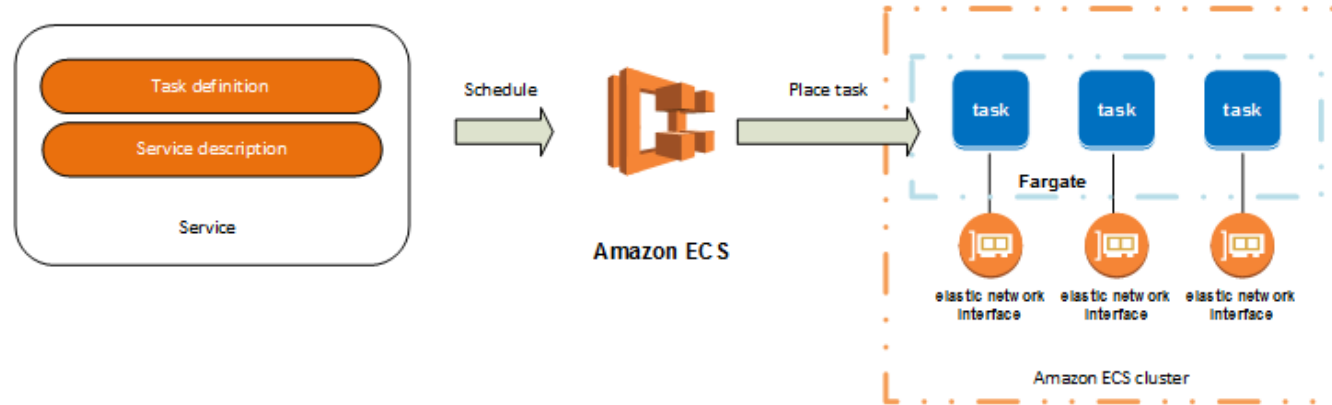 Task definition
Service description
Service
Schedule
Amazon ECS
Place task
task
task
task
Fargate
elastic network
interface
elastic network
interface
elastic network
interface
Amazon ECS cluster